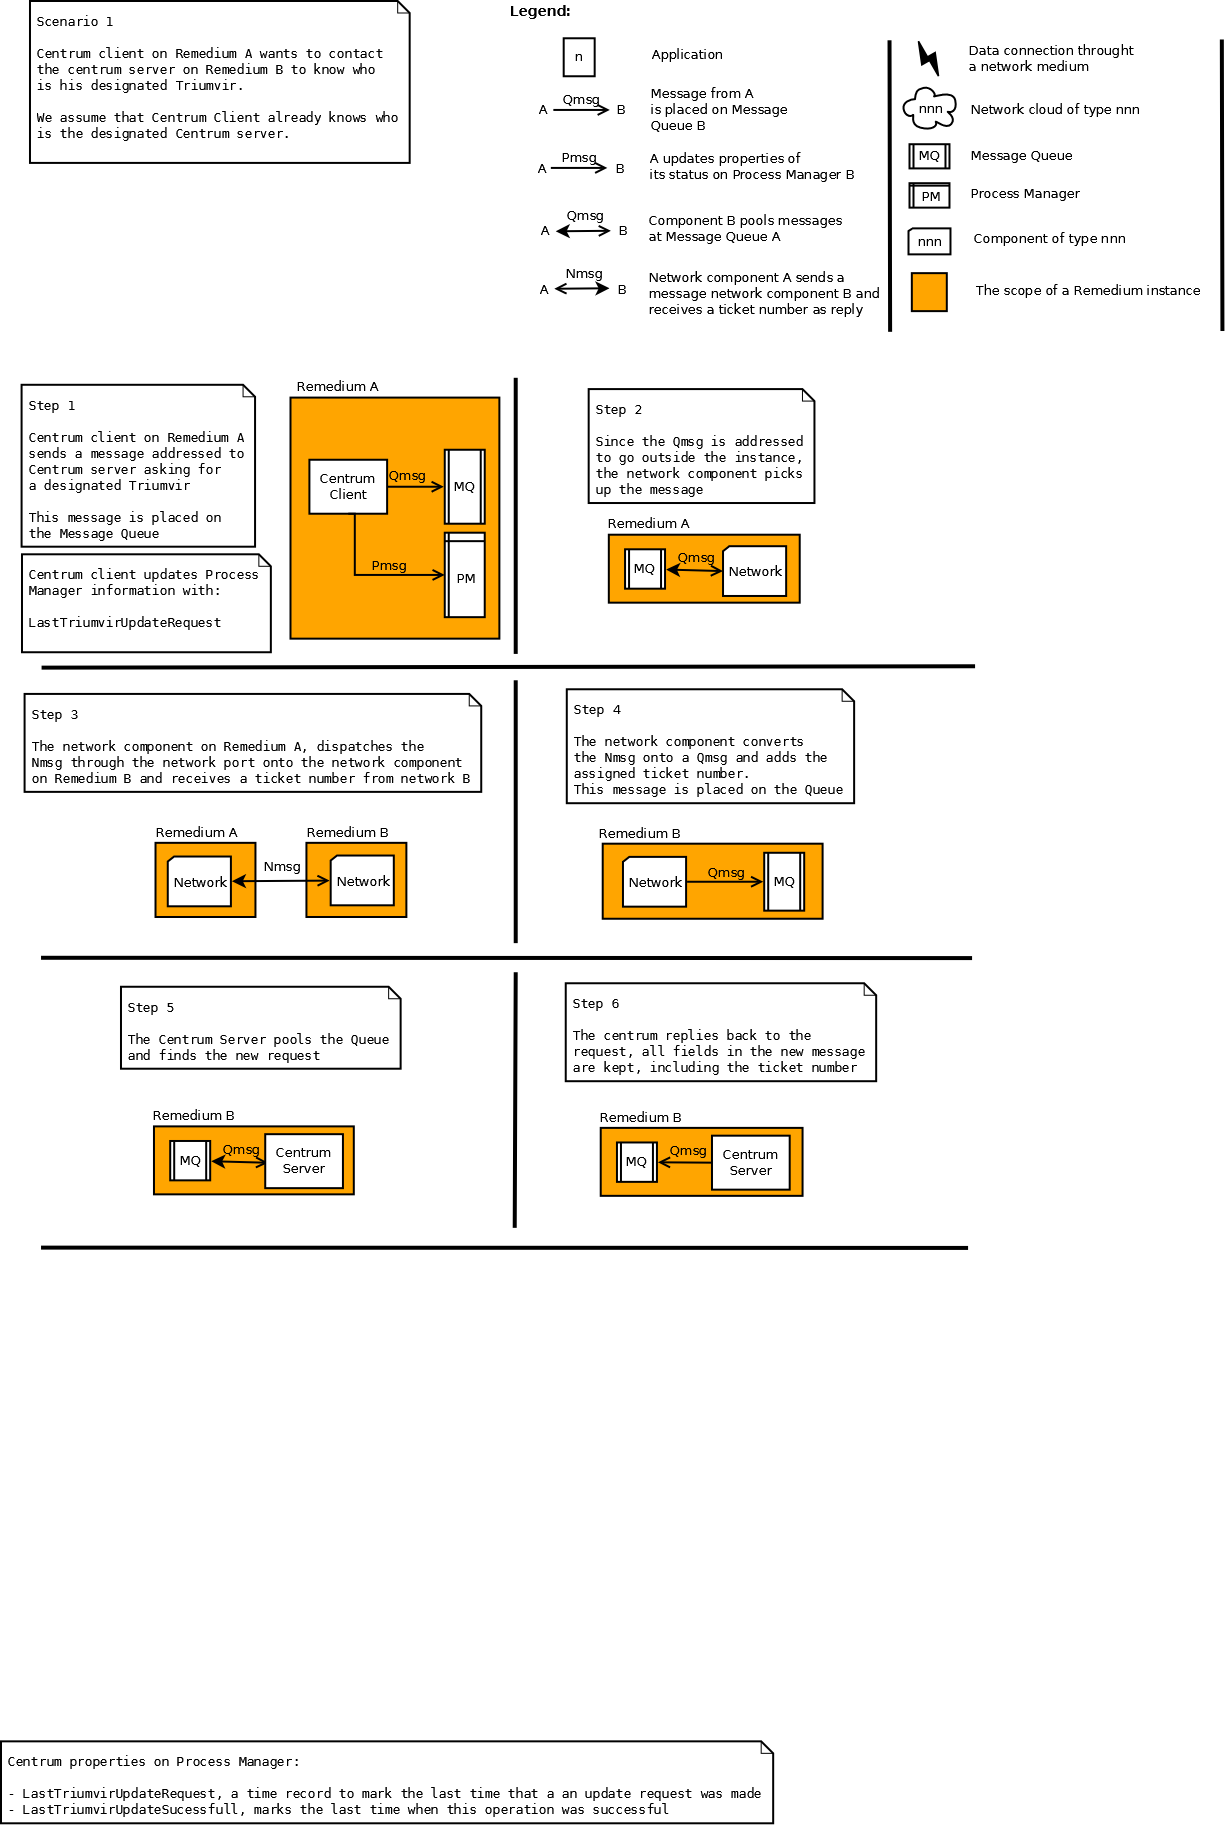 Scenario 1
Centrum client on Remedium A wants to contact
the centrum server on Remedium B to know who
is his designated Triumvir.
We assume that Centrum Client already knows who
is the designated Centrum server.
Legend:
n
Application
A Qmsg B
Message from A
is placed on Message
Queue B
A Pmsg B
A updates properties of
its status on Process Manager B
A Qmsg B
Component B pools messages
at Message Queue A
A Nmsg B
Network component A sends a
message network component B and
receives a ticket number as reply
Data connection throught
a network medium
nnn
Network cloud of type nnn
MQ
Message Queue
PM
Process Manager
nnn
Component of type nnn
The scope of a Remedium instance
Step 1
Centrum client on Remedium A
sends a message addressed to
Centrum server asking for
a designated Triumvir
This message is placed on
the Message Queue
Centrum client updates Process
Manager information with:
LastTriumvirUpdateRequest
Remedium A
Centrum
Client
Qmsg
MQ
Pmsg
PM
Step 2
Since the Qmsg is addressed
to go outside the instance,
the network component picks
up the message
Remedium A
MQ
Qmsg
Network
Step 3
The network component on Remedium A, dispatches the
Nmsg through the network port onto the network component
on Remedium B and receives a ticket number from network B
Remedium A
Network
Nmsg
Remedium B
Network
Step 4
The network component converts
the Nmsg onto a Qmsg and adds the
assigned ticket number.
This message is placed on the Queue
Remedium B
Network
Qmsg
MQ
Step 5
The Centrum Server pools the Queue
and finds the new request
Remedium B
MQ
Qmsg
Centrum
Server
Step 6
The centrum replies back to the
request, all fields in the new message
are kept, including the ticket number
Remedium B
MQ
Qmsg
Centrum
Server
Centrum properties on Process Manager:
- LastTriumvirUpdateRequest, a time record to mark the last time that a an update request was made
- LastTriumvirUpdateSucessfull, marks the last time when this operation was successful